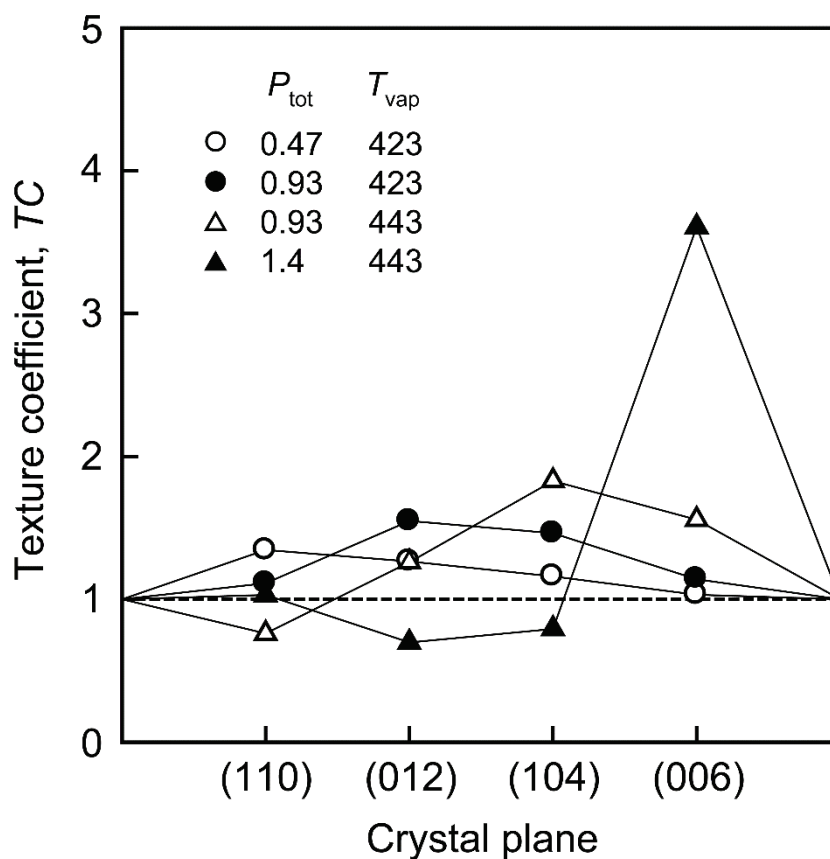 5
4
3
2
1
0
Texture coefficient, TC
P_tot T_vap
0.47 423
0.93 423
0.93 443
1.4 443
(110) (012) (104) (006)
Crystal plane